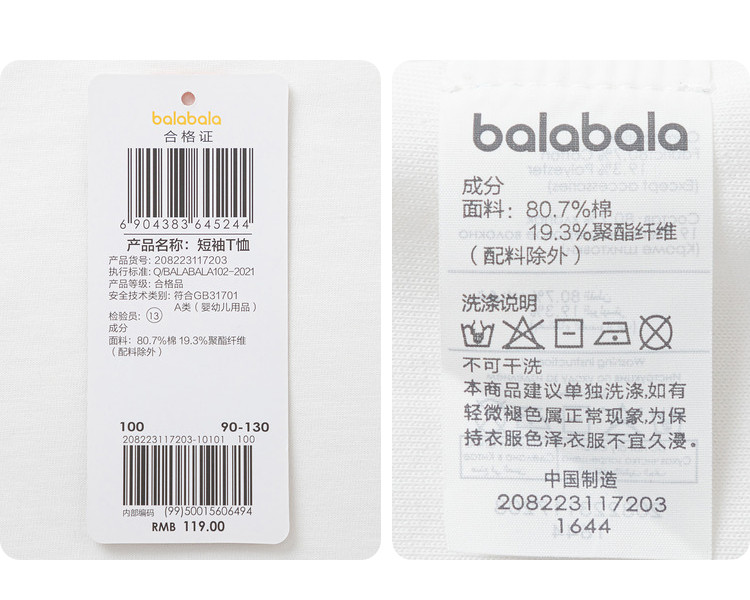 balabala
合格证
6 904383 645244
产品名称：短袖T恤
产品货号：208223117203
执行标准：Q/BALABALA102-2021
产品等级：合格品
安全技术类别：符合GB31701
A类（婴幼儿用品）
检验员：13
成分
面料：80.7%棉 19.3%聚酯纤维
（配料除外）
100 90-130
208223117203-10101 100
内部编码 (99)50015606494
RMB 119.00
balabala
成分
面料：80.7%棉
19.3%聚酯纤维
（配料除外）
洗涤说明
不可干洗
本商品建议单独洗涤,如有
轻微褪色属正常现象,为保
持衣服色泽,衣服不宜久浸。
中国制造
208223117203
1644